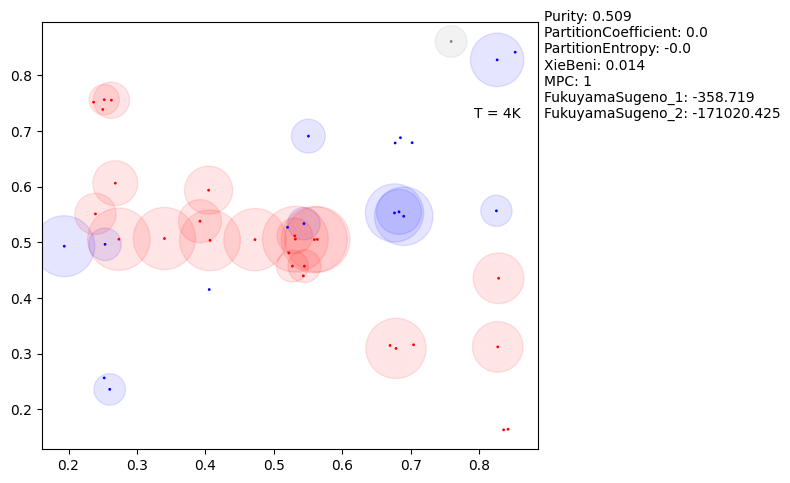 Purity: 0.509
PartitionCoefficient: 0.0
PartitionEntropy: -0.0
XieBeni: 0.014
MPC: 1
FukuyamaSugeno_1: -358.719
FukuyamaSugeno_2: -171020.425
T = 4K
0.8
0.7
0.6
0.5
0.4
0.3
0.2
0.2
0.3
0.4
0.5
0.6
0.7
0.8